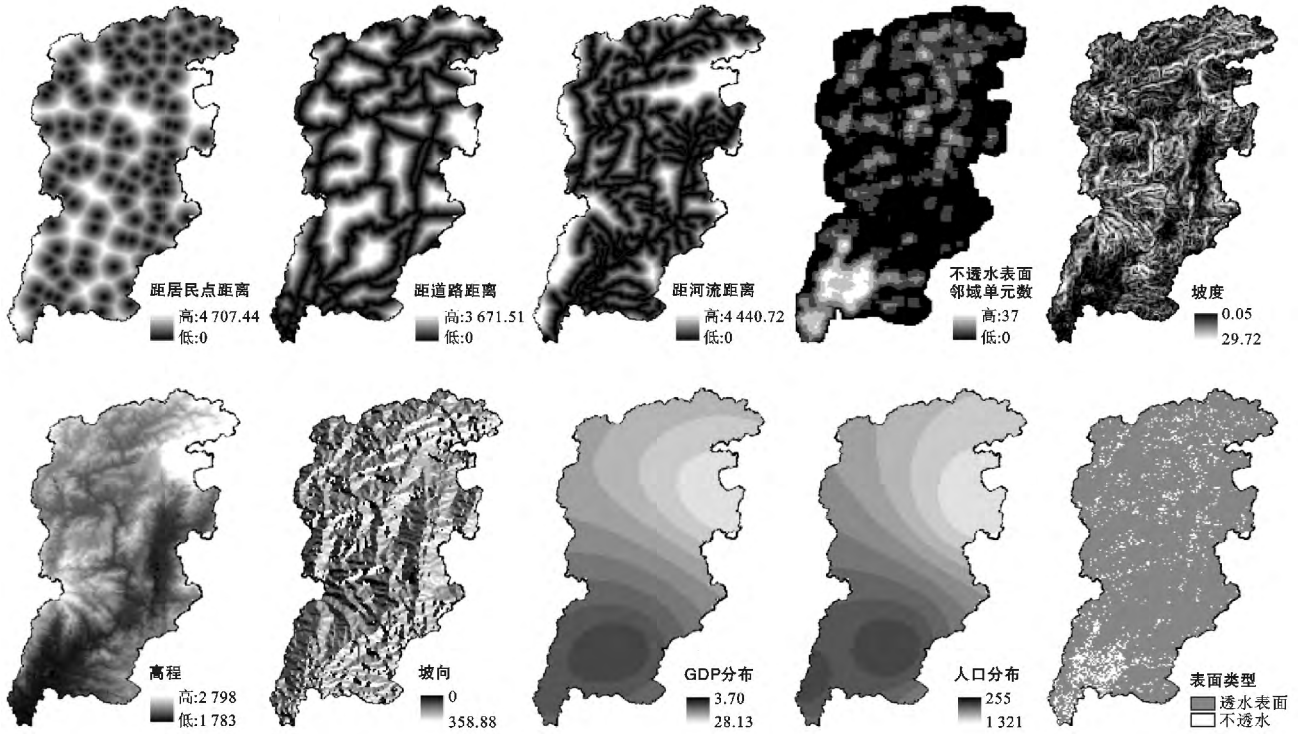 距居民点距离
高:4 707.44
低:0
距道路距离
高:3 671.51
低:0
距河流距离
高:4 440.72
低:0
不透水表面
邻域单元数
高:37
低:0
坡度
0.05
29.72
高程
高:2 798
低:1 783
坡向
0
358.88
GDP分布
3.70
28.13
人口分布
255
1 321
表面类型
透水表面
不透水